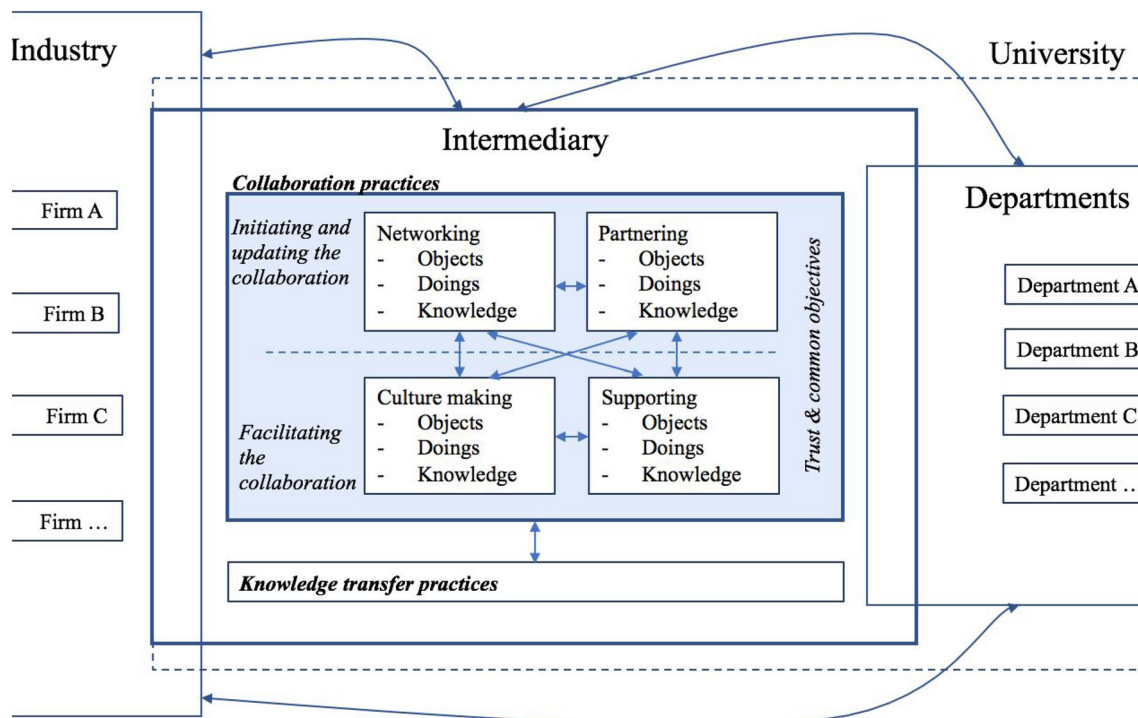 Industry
University
Intermediary
Departments
Collaboration practices
Firm A
Firm B
Firm C
Firm …
Initiating and
updating the
collaboration
Networking
- Objects
- Doings
- Knowledge
Partnering
- Objects
- Doings
- Knowledge
Facilitating
the
collaboration
Culture making
- Objects
- Doings
- Knowledge
Supporting
- Objects
- Doings
- Knowledge
Trust & common objectives
Knowledge transfer practices
Department A
Department B
Department C
Department …